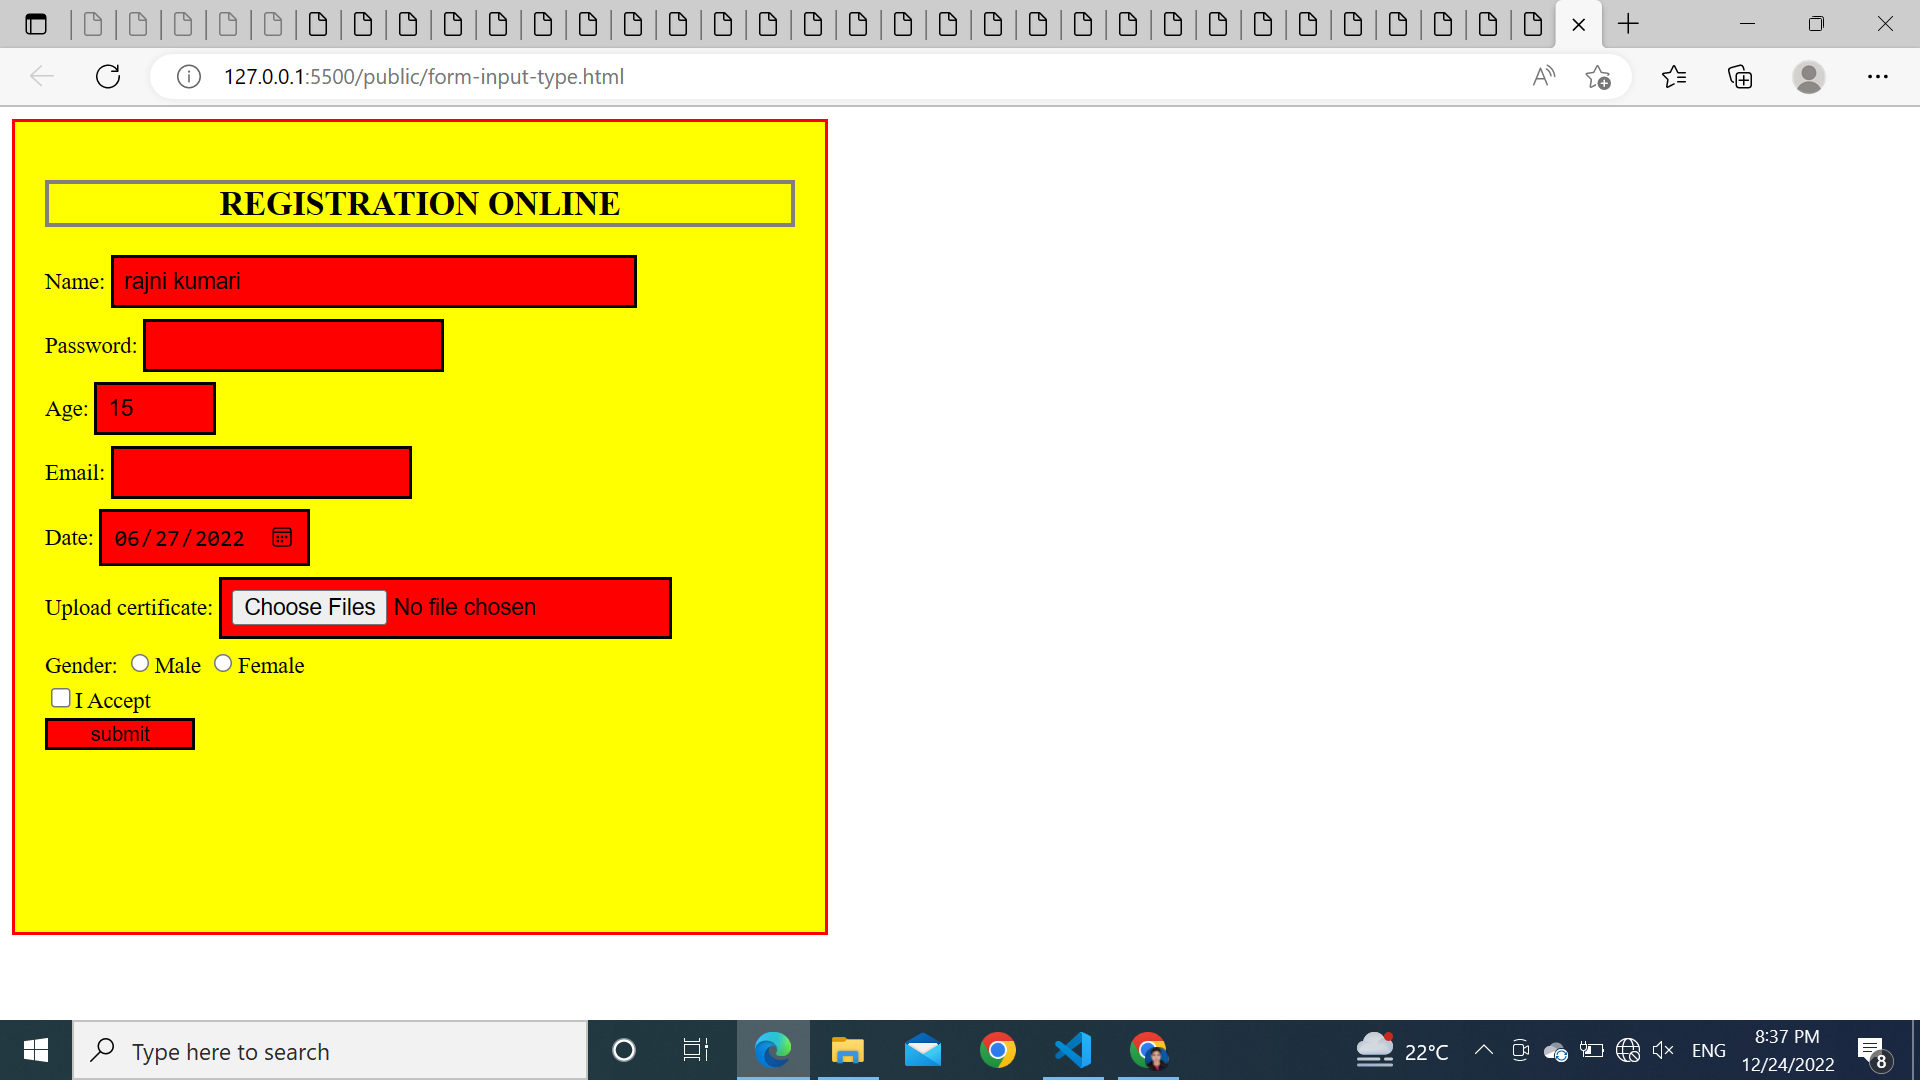 127.0.0.1:5500/public/form-input-type.html
REGISTRATION ONLINE
Name: rajni kumari
Password:
Age: 15
Email:
Date: 06/27/2022
Upload certificate: Choose Files No file chosen
Gender: Male Female
I Accept
submit
Type here to search
22°C
ENG
8:37 PM
12/24/2022
8